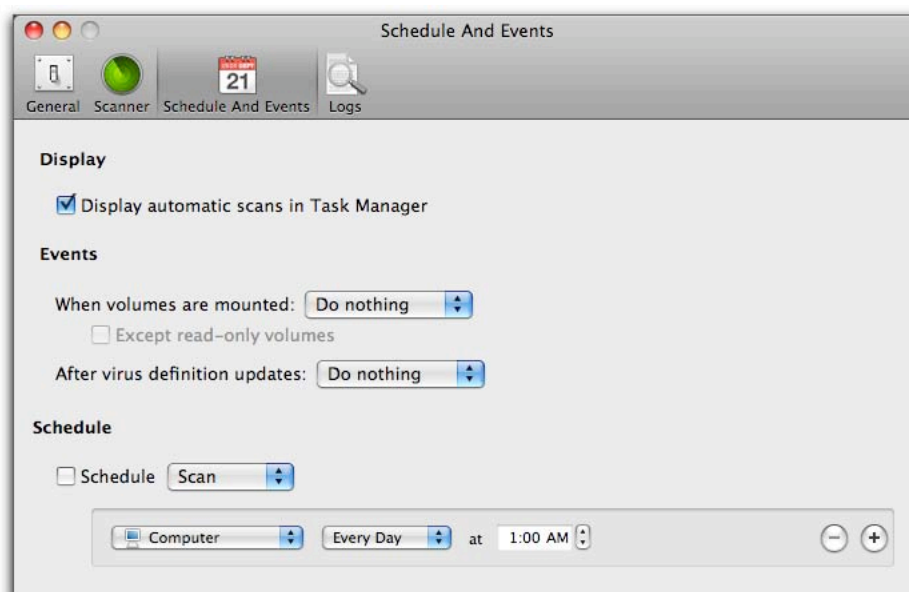 Schedule And Events
General Scanner Schedule And Events Logs
21
Display
Display automatic scans in Task Manager
Events
When volumes are mounted: Do nothing
Except read-only volumes
After virus definition updates: Do nothing
Schedule
Schedule Scan
Computer Every Day at 1:00 AM